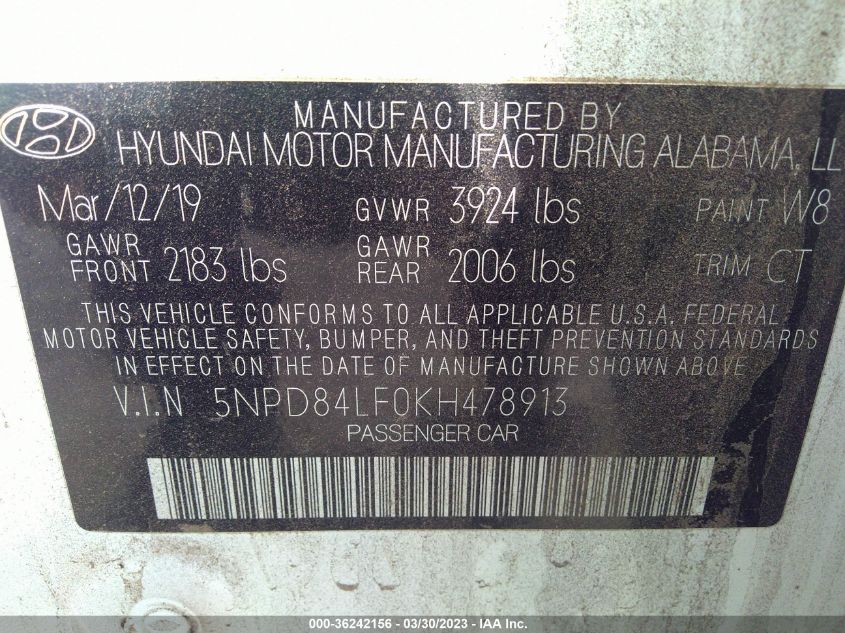 MANUFACTURED BY
HYUNDAI MOTOR MANUFACTURING ALABAMA, LL
Mar/12/19 GVWR 3924 lbs PAINT W8
GAWR FRONT 2183 lbs GAWR REAR 2006 lbs TRIM CT
THIS VEHICLE CONFORMS TO ALL APPLICABLE U.S.A. FEDERAL
MOTOR VEHICLE SAFETY, BUMPER, AND THEFT PREVENTION STANDARDS
IN EFFECT ON THE DATE OF MANUFACTURE SHOWN ABOVE
V.I.N 5NPD84LF0KH478913
PASSENGER CAR
000-36242156 — 03/30/2023 — IAA Inc.